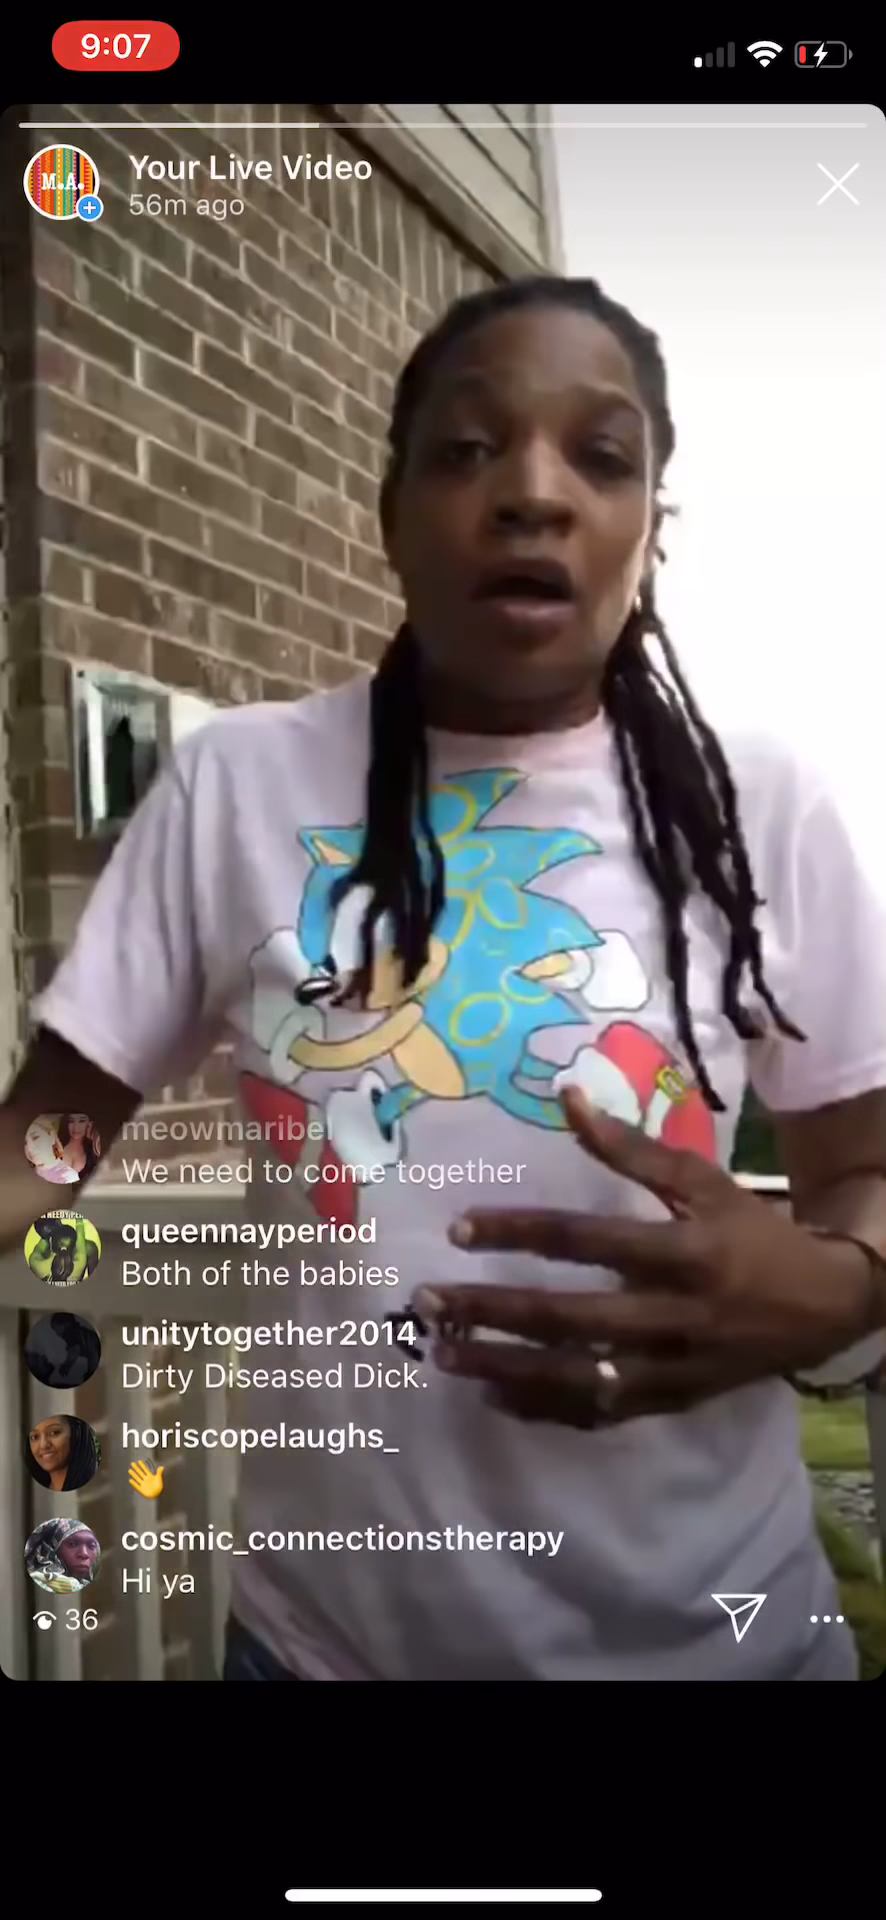 9:07
M.A.
Your Live Video
56m ago
meowmaribel
We need to come together
queennayperiod
Both of the babies
unitytogether2014
Dirty Diseased Dick.
horiscopelaughs_
👋
cosmic_connectionstherapy
Hi ya
36